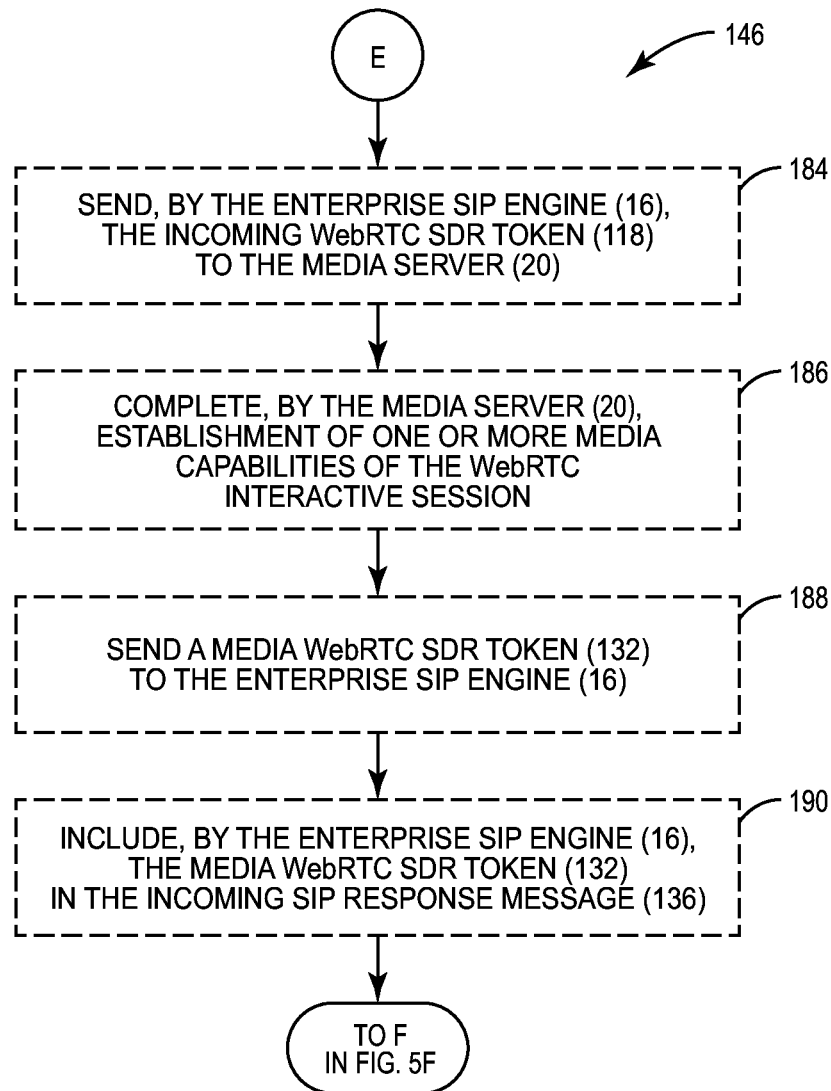 E
146
184
SEND, BY THE ENTERPRISE SIP ENGINE (16),
THE INCOMING WebRTC SDR TOKEN (118)
TO THE MEDIA SERVER (20)
186
COMPLETE, BY THE MEDIA SERVER (20),
ESTABLISHMENT OF ONE OR MORE MEDIA
CAPABILITIES OF THE WebRTC
INTERACTIVE SESSION
188
SEND A MEDIA WebRTC SDR TOKEN (132)
TO THE ENTERPRISE SIP ENGINE (16)
190
INCLUDE, BY THE ENTERPRISE SIP ENGINE (16),
THE MEDIA WebRTC SDR TOKEN (132)
IN THE INCOMING SIP RESPONSE MESSAGE (136)
TO F
IN FIG. 5F